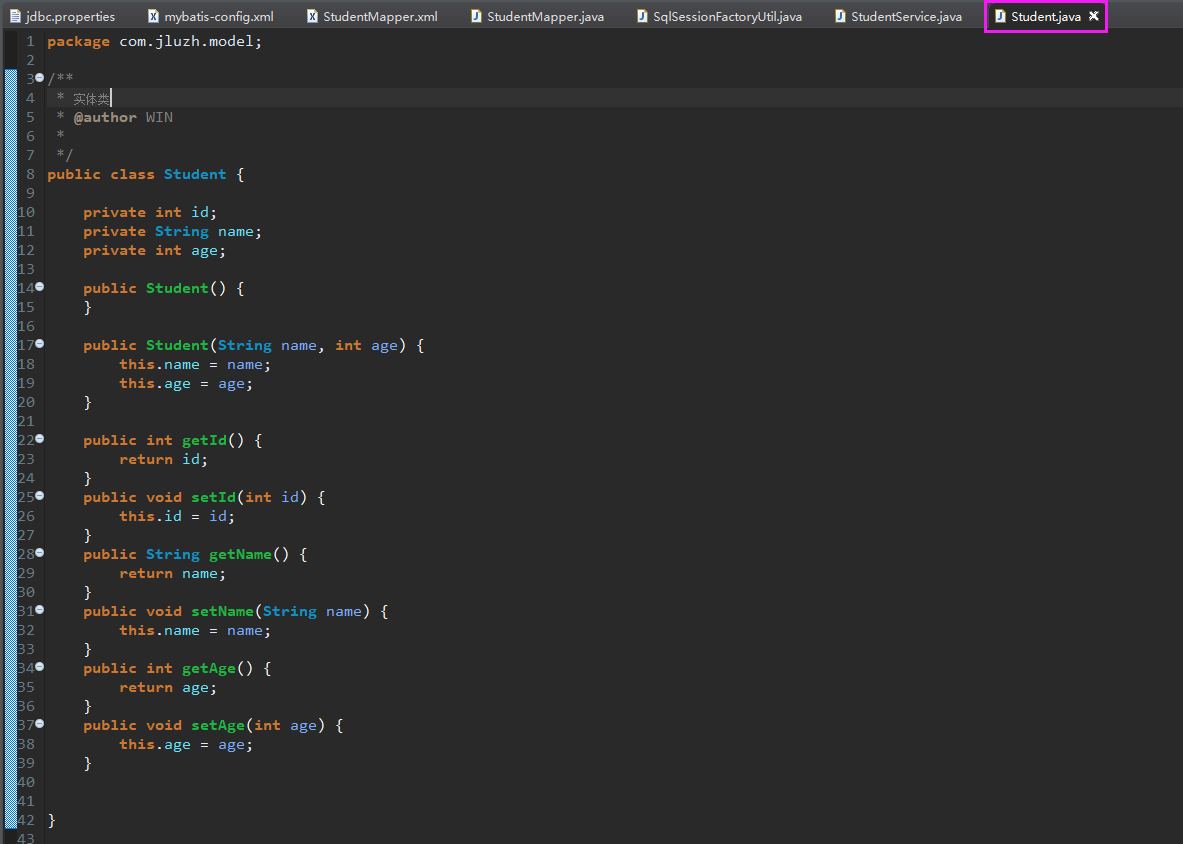 jdbc.properties mybatis-config.xml StudentMapper.xml StudentMapper.java SqlSessionFactoryUtil.java StudentService.java Student.java
1 package com.jluzh.model;
2
3 /**
4  * 实体类
5  * @author WIN
6  *
7  */
8 public class Student {
9
10     private int id;
11     private String name;
12     private int age;
13
14     public Student() {
15     }
16
17     public Student(String name, int age) {
18         this.name = name;
19         this.age = age;
20     }
21
22     public int getId() {
23         return id;
24     }
25     public void setId(int id) {
26         this.id = id;
27     }
28     public String getName() {
29         return name;
30     }
31     public void setName(String name) {
32         this.name = name;
33     }
34     public int getAge() {
35         return age;
36     }
37     public void setAge(int age) {
38         this.age = age;
39     }
40
41
42 }
43